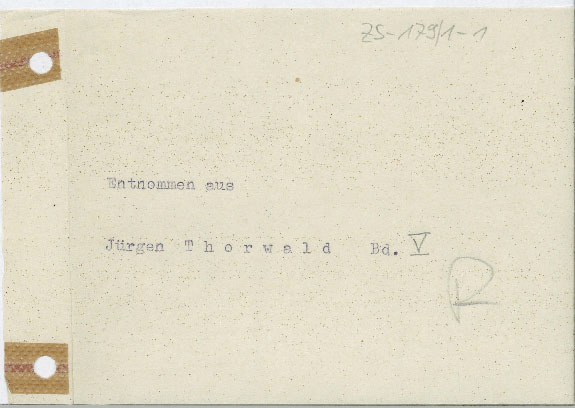 ZS-179/1-1
Entnommen aus
Jürgen T h o r w a l d Bd. V